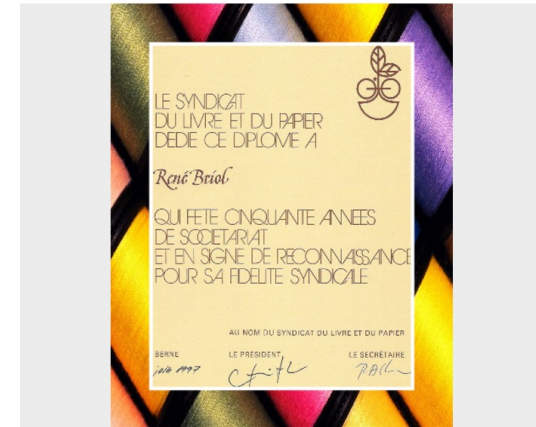 LE SYNDICAT
DU LIVRE ET DU PAPIER
DEDIE CE DIPLOME A
René Briol
QUI FETE CINQUANTE ANNEES
DE SOCIETARIAT
ET EN SIGNE DE RECONNAISSANCE
POUR SA FIDELITE SYNDICALE
AU NOM DU SYNDICAT DU LIVRE ET DU PAPIER
BERNE LE PRÉSIDENT LE SECRÉTAIRE
1997